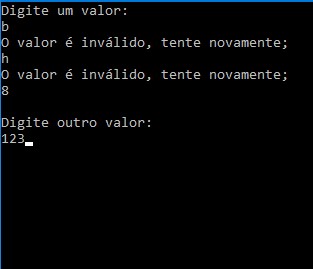 Digite um valor:
b
O valor é inválido, tente novamente;
h
O valor é inválido, tente novamente;
8
Digite outro valor:
123